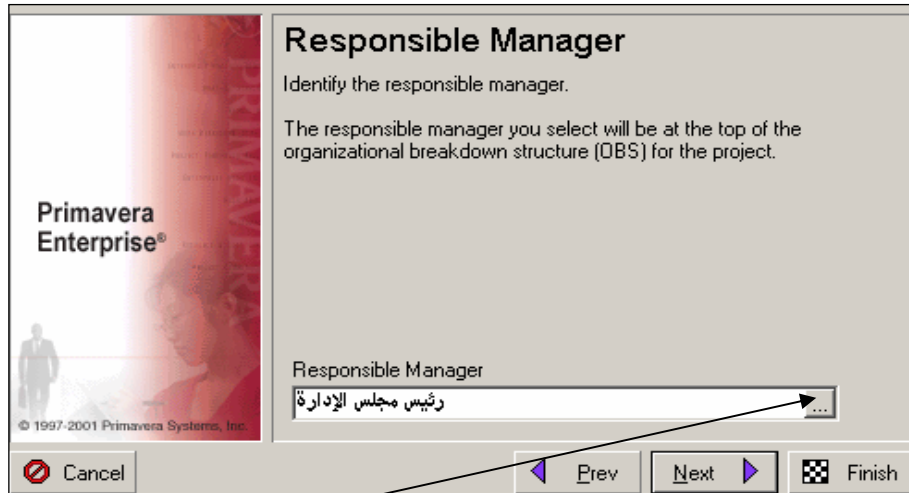 Responsible Manager
Identify the responsible manager.
The responsible manager you select will be at the top of the
organizational breakdown structure (OBS) for the project.
PRIMAVERA
Primavera
Enterprise®
Responsible Manager
رئيس مجلس الإدارة
...
© 1997-2001 Primavera Systems, Inc.
Cancel
Prev
Next
Finish